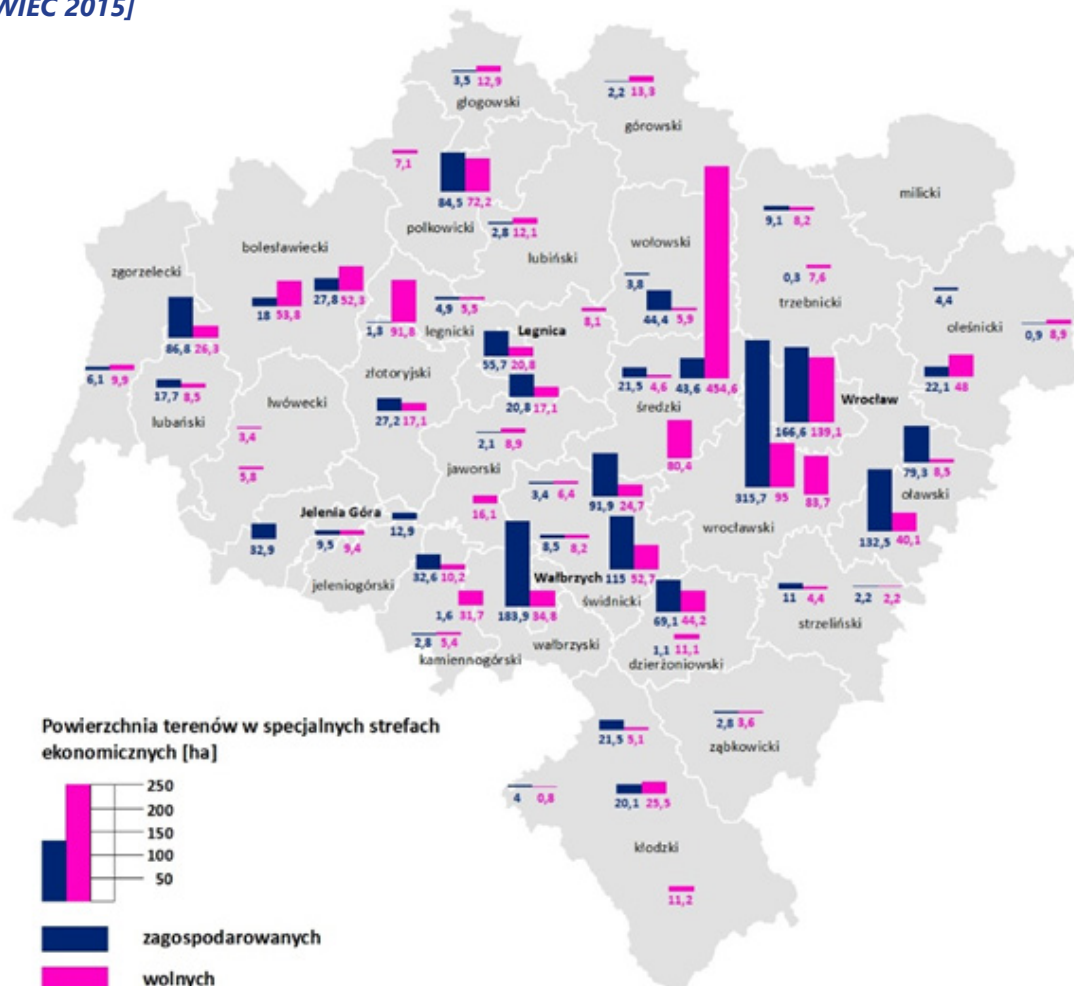 WIEC 2015]
3,5 12,9
głogowski
2,2 13,3
górowski
7,1
84,5 72,2
polkowicki
milicki
9,1 8,2
2,8 12,1
lubiński
wołowski
bolesławiecki
zgorzelecki
0,3 7,6
trzebnicki
3,8
18 53,8
27,8 52,3
4,9 5,5
legnicki
1,3 91,8
8,1
44,4 5,9
4,4
oleśnicki
0,9 8,9
86,8 26,3
Legnica
55,7 20,8
złotoryjski
6,1 9,9
17,7 8,5
lubański
lwówecki
27,2 17,1
20,8 17,1
21,5 4,6
43,6 454,6
średzki
22,1 48
Wrocław
166,6 139,1
3,4
2,1 8,9
jaworski
80,4
5,8
79,3 8,5
oławski
3,4 6,4
91,9 24,7
315,7 95
83,7
16,1
wrocławski
132,5 40,1
Jelenia Góra
12,9
32,9
9,5 9,4
8,5 8,2
jeleniogórski
32,6 10,2
Wałbrzych
115 52,7
świdnicki
11 4,4
2,2 2,2
strzeliński
1,6 31,7
183,9 34,8
69,1 44,2
2,8 5,4
kamiennogórski
wałbrzyski
1,1 11,1
dzierżoniowski
2,8 3,6
ząbkowicki
21,5 5,1
4 0,8
20,1 25,5
kłodzki
11,2
Powierzchnia terenów w specjalnych strefach
ekonomicznych [ha]
250
200
150
100
50
zagospodarowanych
wolnych